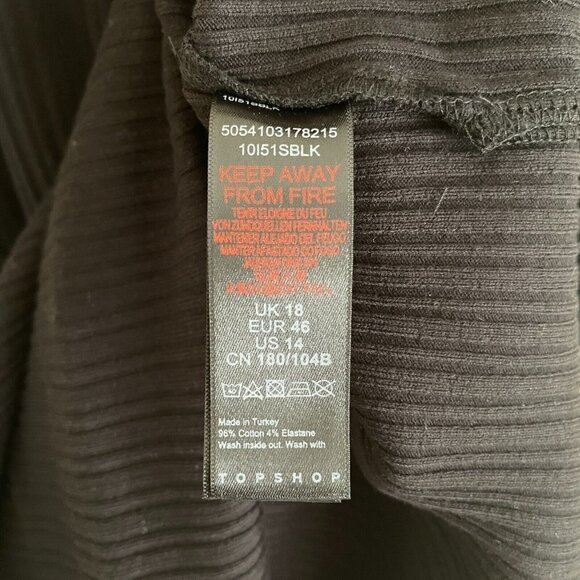 10I51SBLK
5054103178215
10I51SBLK
KEEP AWAY
FROM FIRE
TENIR ELOIGNE DU FEU
VON ZUNDQUELLEN FERNHALTEN
MANTENER ALEJADO DEL FUEGO
UK 18
EUR 46
US 14
CN 180/104B
Made in Turkey
96% Cotton 4% Elastane
Wash inside out. Wash with
TOPSHOP